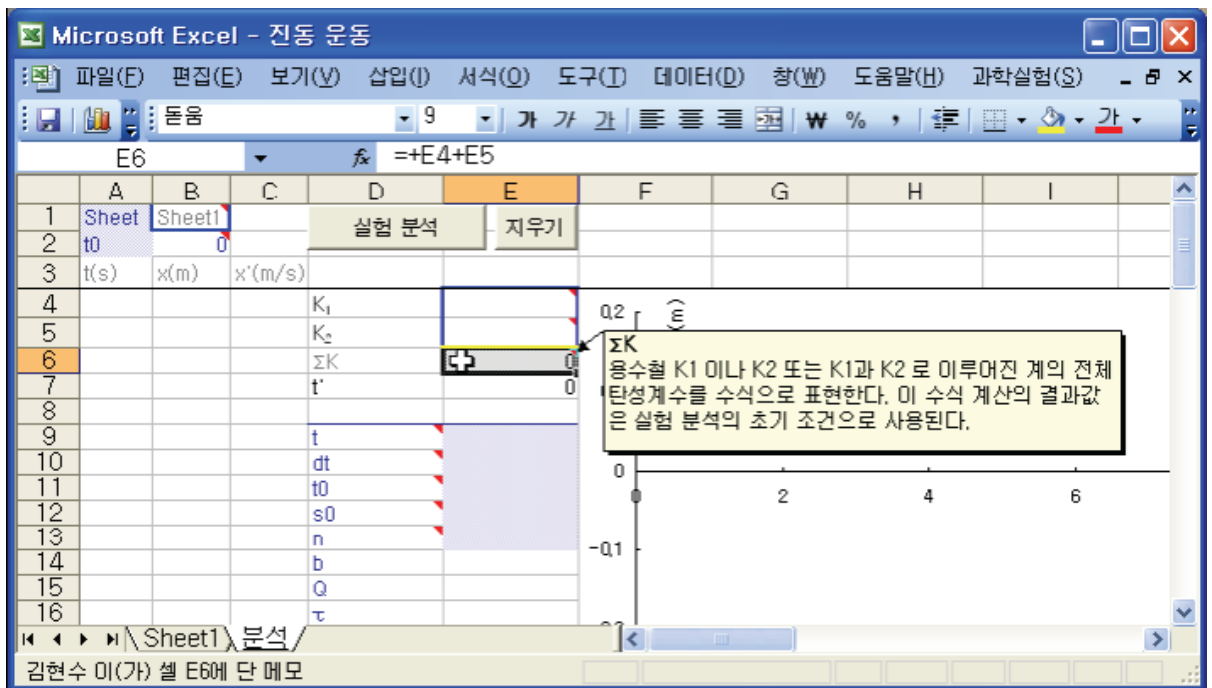 Microsoft Excel - 진동 운동
파일(F) 편집(E) 보기(V) 삽입(I) 서식(O) 도구(T) 데이터(D) 창(W) 도움말(H) 과학실험(S)
돋움 9 가 가 가 ₩ % , 가
E6 fx =+E4+E5
A B C D E F G H I
1 Sheet Sheet1 실험 분석 지우기
2 t0 0
3 t(s) x(m) x'(m/s)
4 K₁ 0.2
5 K₂
6 ΣK 0
7 t' 0
ΣK
용수철 K1 이나 K2 또는 K1과 K2 로 이루어진 계의 전체
탄성계수를 수식으로 표현한다. 이 수식 계산의 결과값
은 실험 분석의 초기 조건으로 사용된다.
8
9 t
10 dt 0
11 t0 0 2 4 6
12 s0
13 n -0.1
14 b
15 Q
16 τ
Sheet1 분석
김현수 이(가) 셀 E6에 단 메모